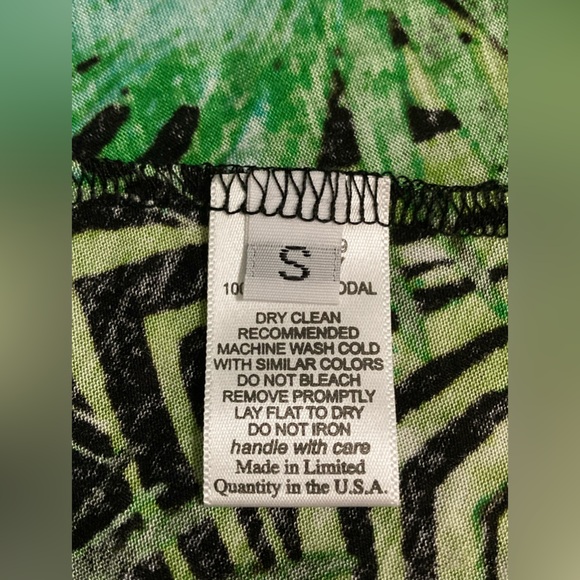 S
DRY CLEAN
RECOMMENDED
MACHINE WASH COLD
WITH SIMILAR COLORS
DO NOT BLEACH
REMOVE PROMPTLY
LAY FLAT TO DRY
DO NOT IRON
handle with care
Made in Limited
Quantity in the U.S.A.